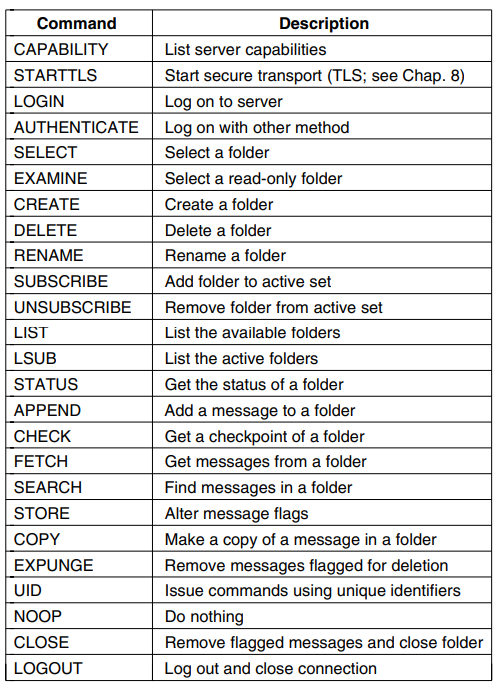 Command Description
CAPABILITY List server capabilities
STARTTLS Start secure transport (TLS; see Chap. 8)
LOGIN Log on to server
AUTHENTICATE Log on with other method
SELECT Select a folder
EXAMINE Select a read-only folder
CREATE Create a folder
DELETE Delete a folder
RENAME Rename a folder
SUBSCRIBE Add folder to active set
UNSUBSCRIBE Remove folder from active set
LIST List the available folders
LSUB List the active folders
STATUS Get the status of a folder
APPEND Add a message to a folder
CHECK Get a checkpoint of a folder
FETCH Get messages from a folder
SEARCH Find messages in a folder
STORE Alter message flags
COPY Make a copy of a message in a folder
EXPUNGE Remove messages flagged for deletion
UID Issue commands using unique identifiers
NOOP Do nothing
CLOSE Remove flagged messages and close folder
LOGOUT Log out and close connection